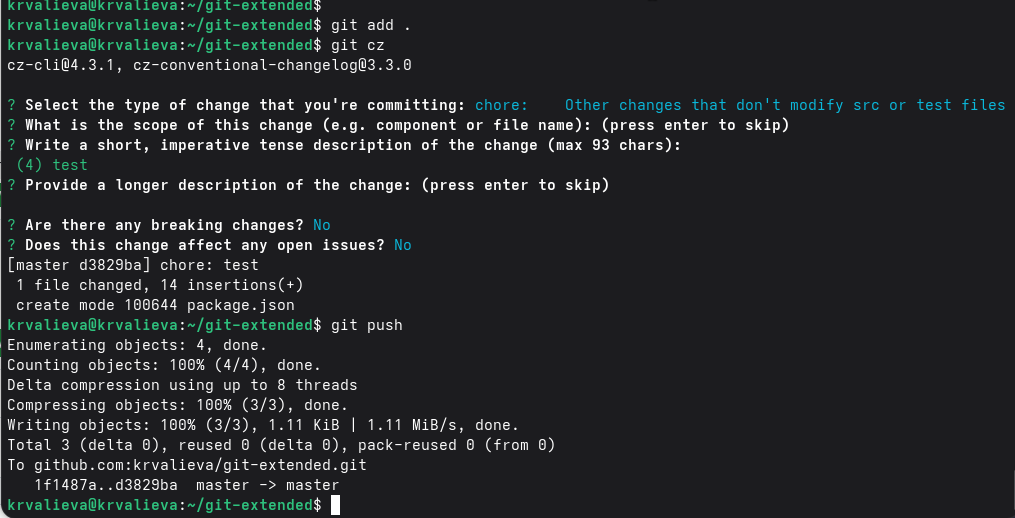 krvalieva@krvalieva:~/git-extended$
krvalieva@krvalieva:~/git-extended$ git add .
krvalieva@krvalieva:~/git-extended$ git cz
cz-cli@4.3.1, cz-conventional-changelog@3.3.0
? Select the type of change that you're committing: chore:    Other changes that don't modify src or test files
? What is the scope of this change (e.g. component or file name): (press enter to skip)
? Write a short, imperative tense description of the change (max 93 chars):
 (4) test
? Provide a longer description of the change: (press enter to skip)
? Are there any breaking changes? No
? Does this change affect any open issues? No
[master d3829ba] chore: test
 1 file changed, 14 insertions(+)
 create mode 100644 package.json
krvalieva@krvalieva:~/git-extended$ git push
Enumerating objects: 4, done.
Counting objects: 100% (4/4), done.
Delta compression using up to 8 threads
Compressing objects: 100% (3/3), done.
Writing objects: 100% (3/3), 1.11 KiB | 1.11 MiB/s, done.
Total 3 (delta 0), reused 0 (delta 0), pack-reused 0 (from 0)
To github.com:krvalieva/git-extended.git
   1f1487a..d3829ba  master -> master
krvalieva@krvalieva:~/git-extended$